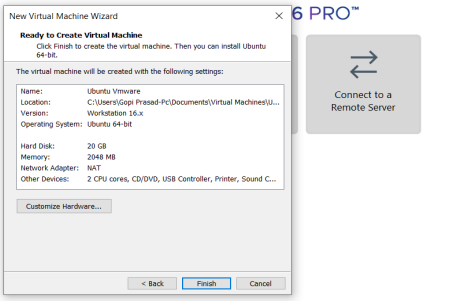 New Virtual Machine Wizard
6 PRO™
Ready to Create Virtual Machine
Click Finish to create the virtual machine. Then you can install Ubuntu
64-bit.
The virtual machine will be created with the following settings:
Name: Ubuntu Vmware
Location: C:\Users\Gopi Prasad-Pc\Documents\Virtual Machines\U...
Version: Workstation 16.x
Operating System: Ubuntu 64-bit
Hard Disk: 20 GB
Memory: 2048 MB
Network Adapter: NAT
Other Devices: 2 CPU cores, CD/DVD, USB Controller, Printer, Sound C...
Customize Hardware...
< Back Finish Cancel
Connect to a
Remote Server